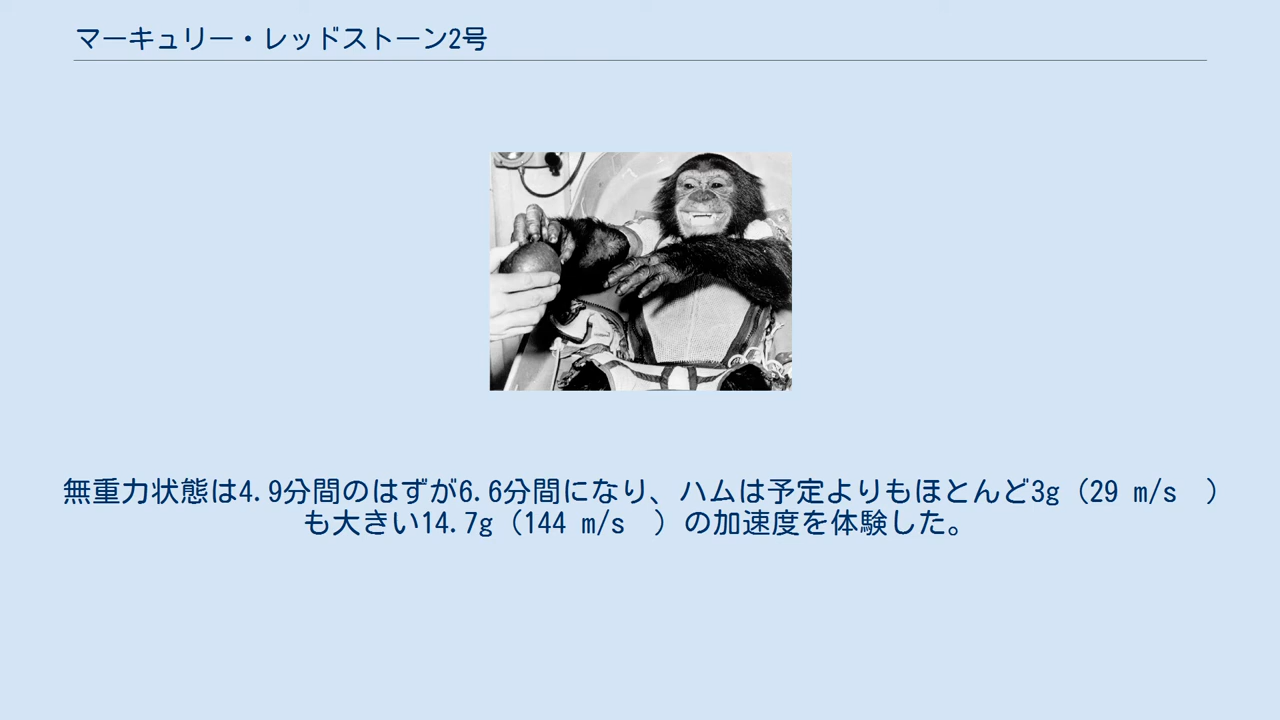 マーキュリー・レッドストーン2号
無重力状態は4.9分間のはずが6.6分間になり、ハムは予定よりもほとんど3g（29 m/s　）
も大きい14.7g（144 m/s　）の加速度を体験した。